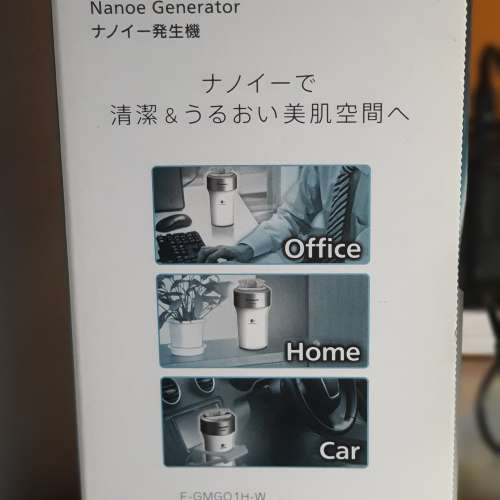 Nanoe Generator
ナノイー発生機
ナノイーで
清潔&うるおい美肌空間へ
Office
Home
Car
F-GMG01H-W